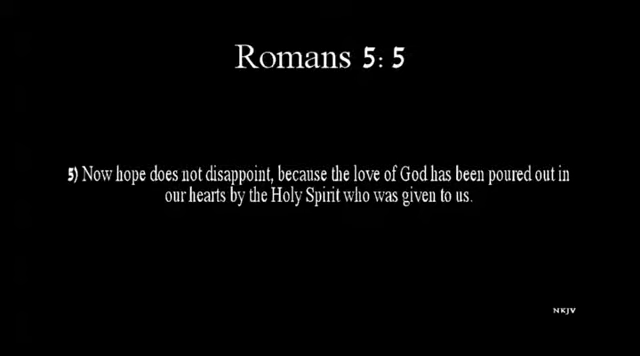 Romans 5: 5
5) Now hope does not disappoint, because the love of God has been poured out in
our hearts by the Holy Spirit who was given to us.
NKJV